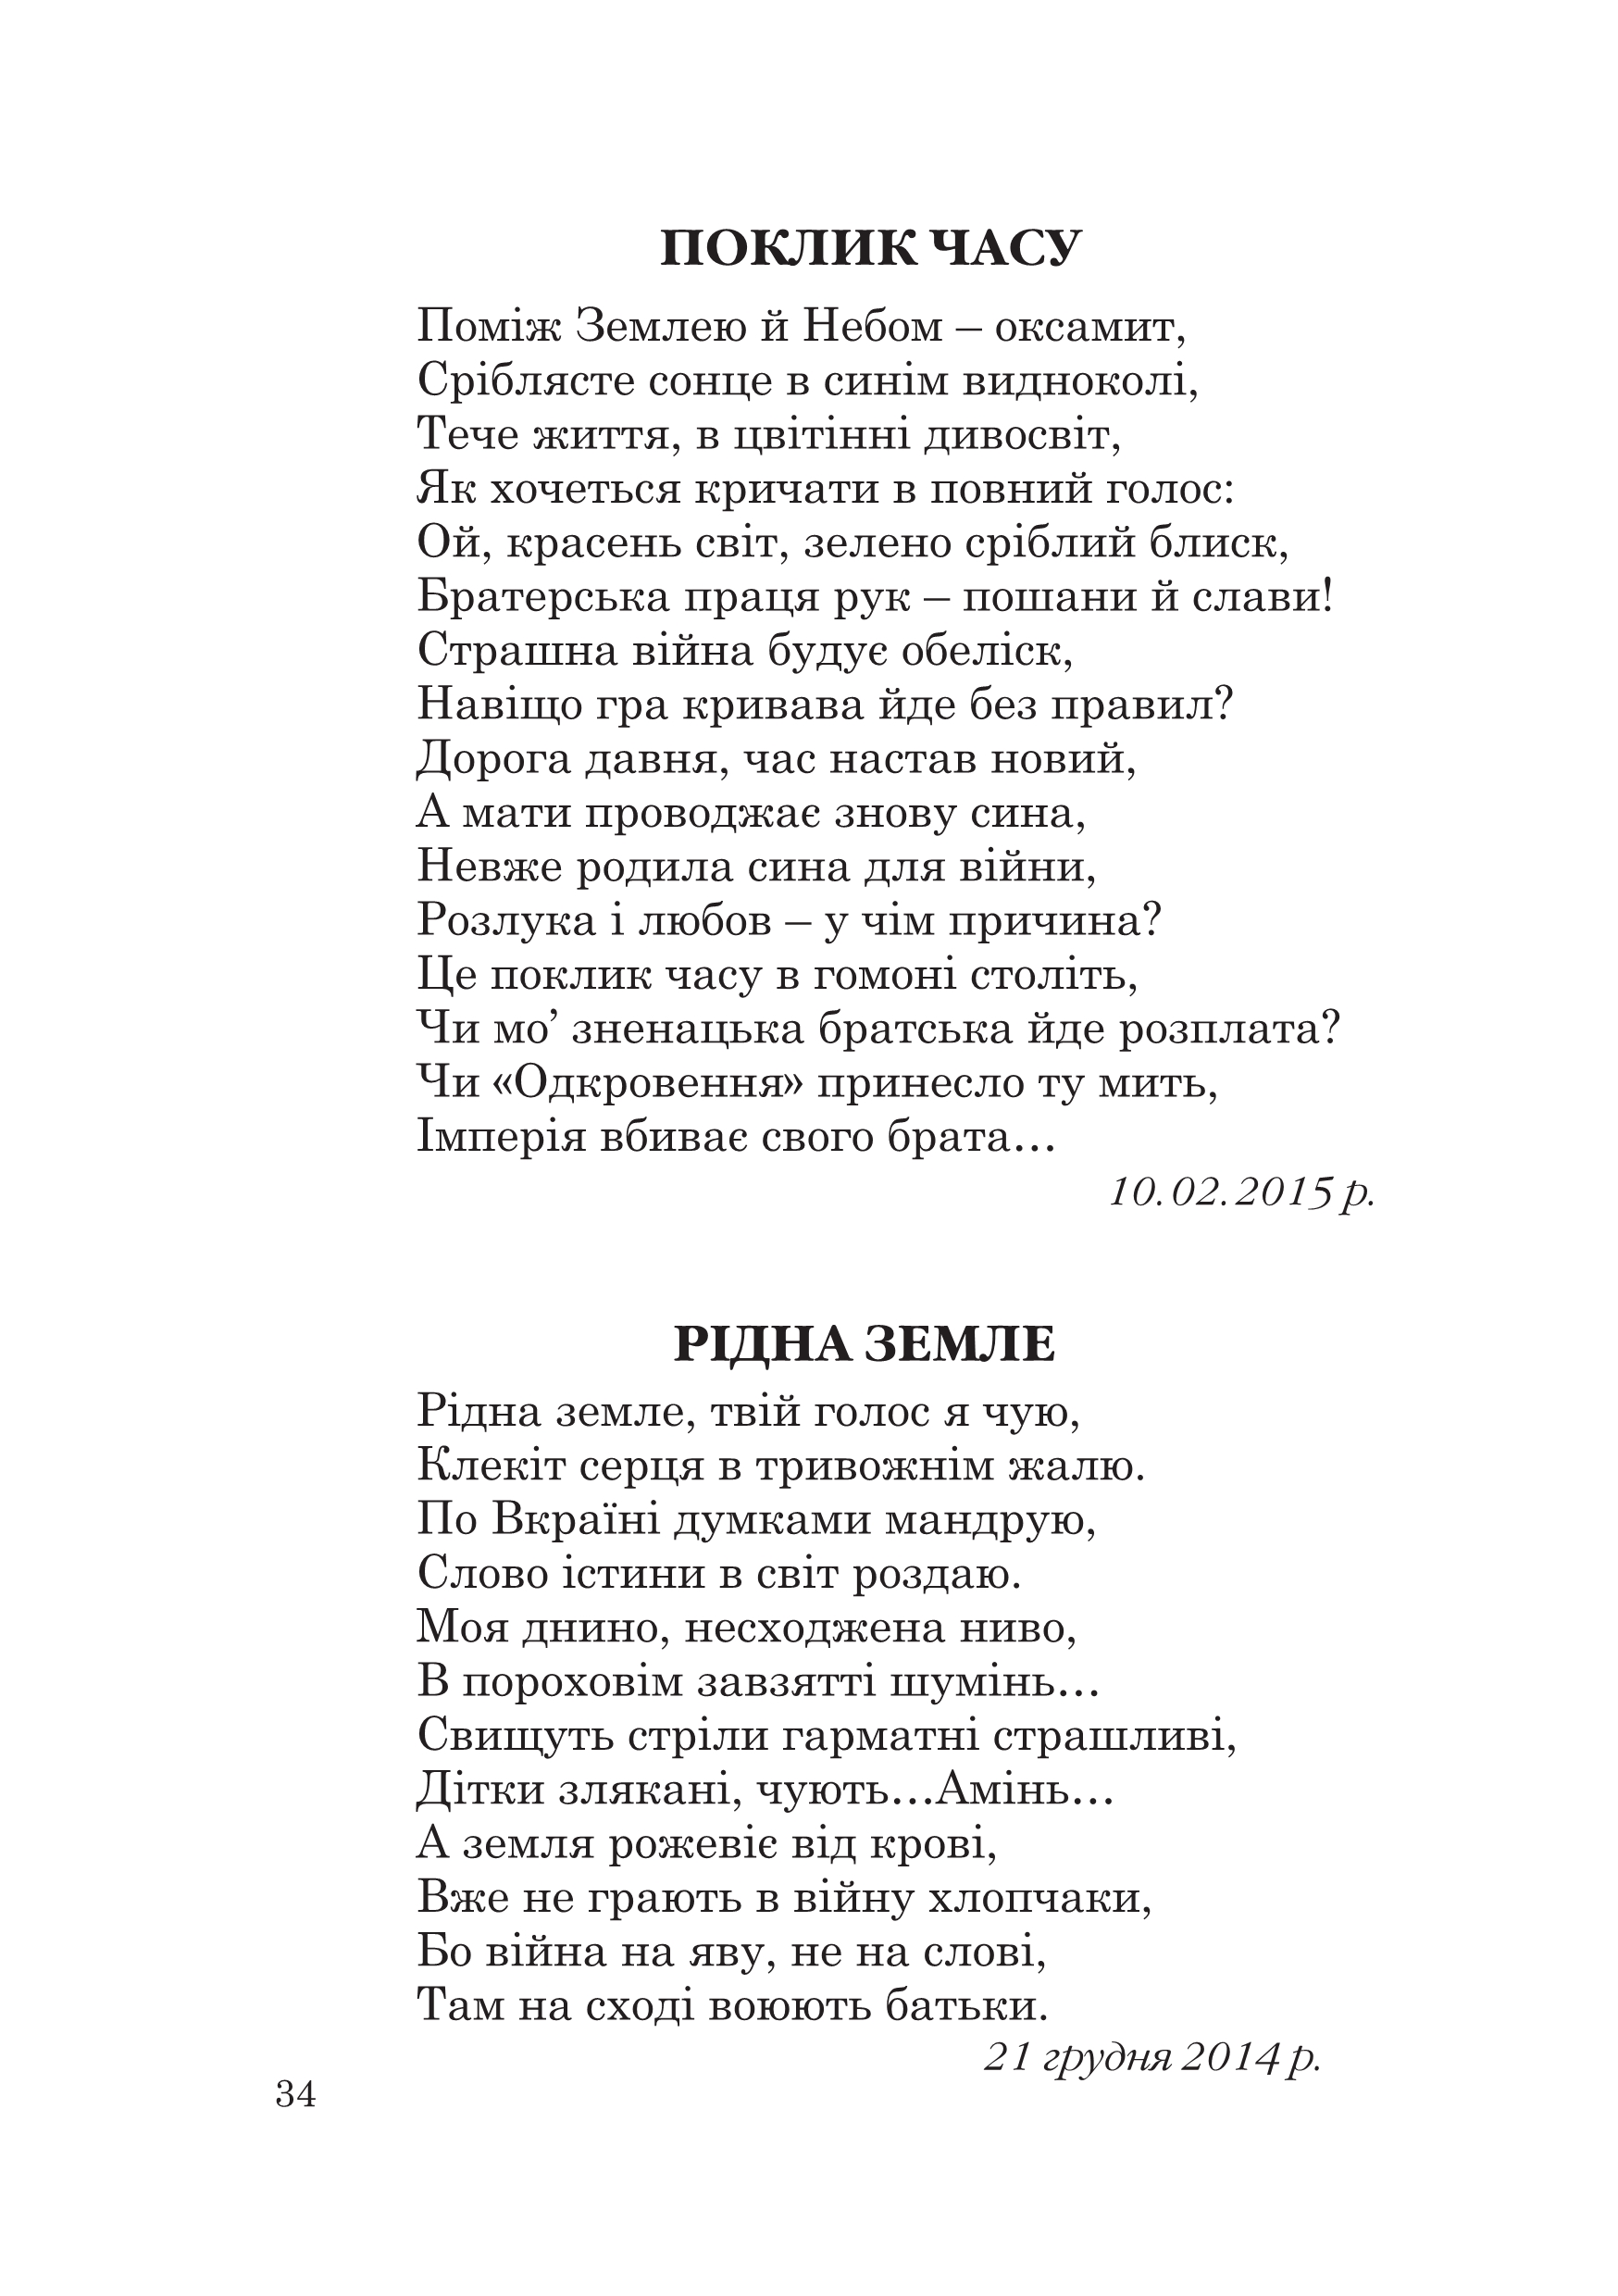 ПОКЛИК ЧАСУ
Поміж Землею й Небом – оксамит,
Сріблясте сонце в синім видноколі,
Тече життя, в цвітінні дивосвіт,
Як хочеться кричати в повний голос:
Ой, красень світ, зелено сріблий блиск,
Братерська праця рук – пошани й слави!
Страшна війна будує обеліск,
Навіщо гра кривава йде без правил?
Дорога давня, час настав новий,
А мати проводжає знову сина,
Невже родила сина для війни,
Розлука і любов – у чім причина?
Це поклик часу в гомоні століть,
Чи мо’ зненацька братська йде розплата?
Чи «Одкровення» принесло ту мить,
Імперія вбиває свого брата…
10.02.2015 р.
РІДНА ЗЕМЛЕ
Рідна земле, твій голос я чую,
Клекіт серця в тривожнім жалю.
По Вкраїні думками мандрую,
Слово істини в світ роздаю.
Моя днино, несходжена ниво,
В пороховім завзятті шумінь…
Свищуть стріли гарматні страшливі,
Дітки злякані, чують…Амінь…
А земля рожевіє від крові,
Вже не грають в війну хлопчаки,
Бо війна на яву, не на слові,
Там на сході воюють батьки.
21 грудня 2014 р.
34